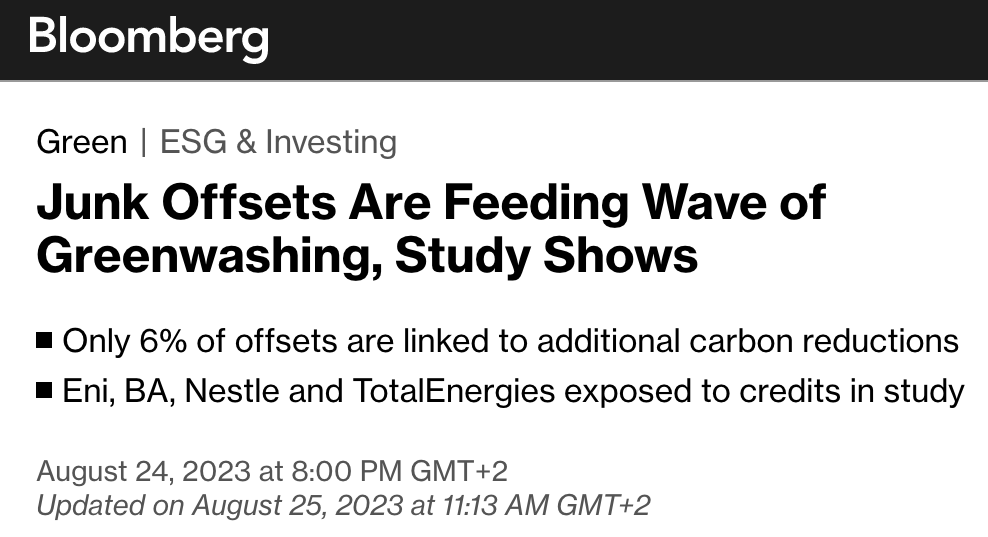 Bloomberg
Green | ESG & Investing
Junk Offsets Are Feeding Wave of
Greenwashing, Study Shows
■ Only 6% of offsets are linked to additional carbon reductions
■ Eni, BA, Nestle and TotalEnergies exposed to credits in study
August 24, 2023 at 8:00 PM GMT+2
Updated on August 25, 2023 at 11:13 AM GMT+2